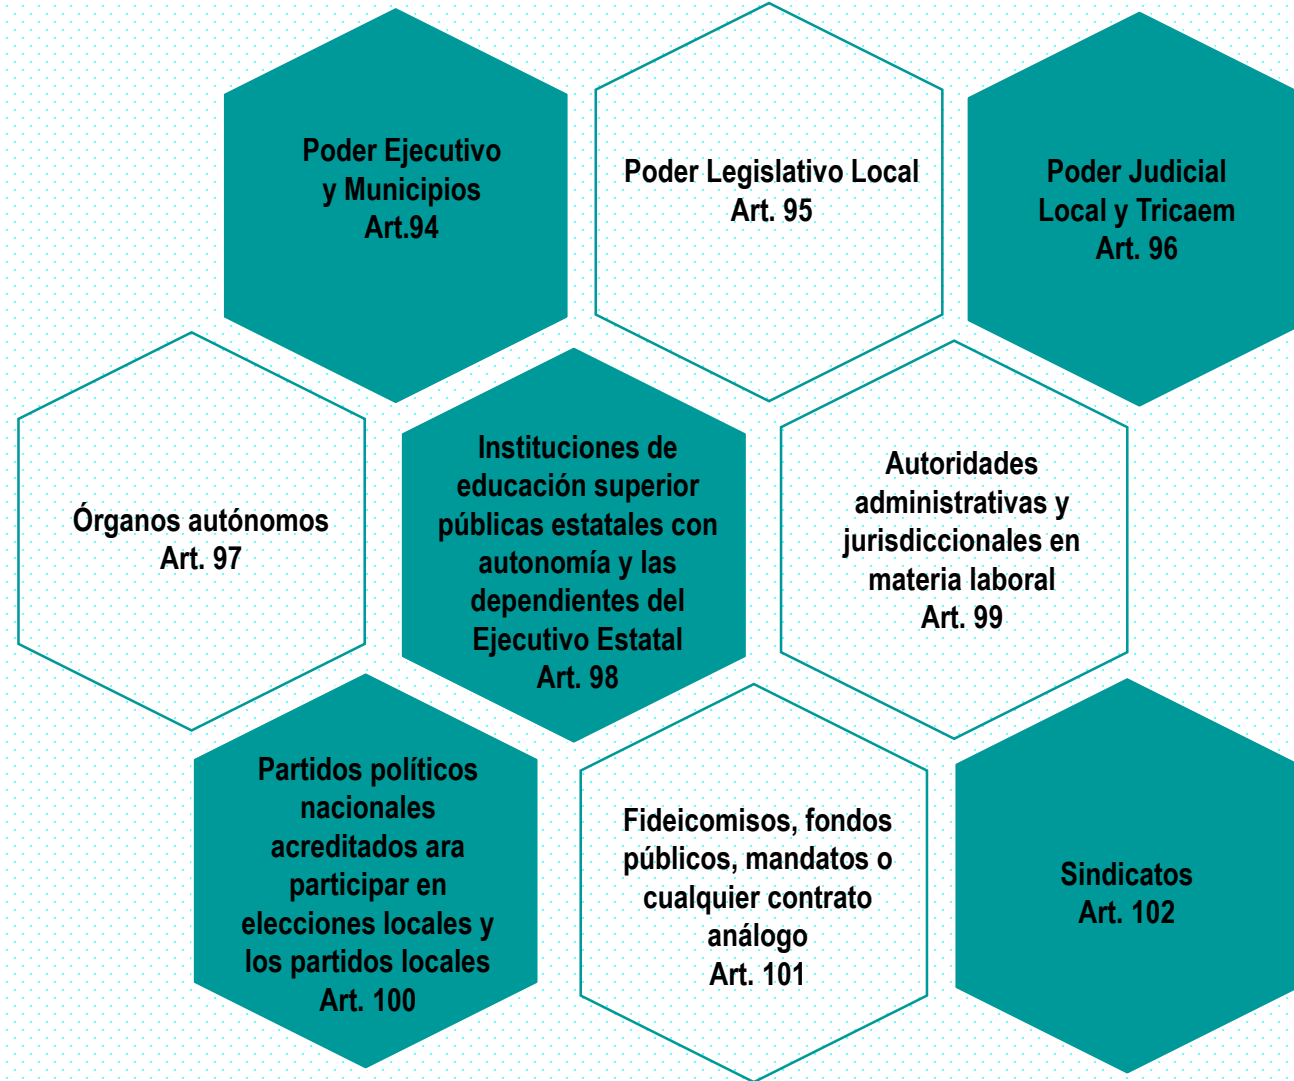 Poder Ejecutivo
y Municipios
Art.94
Poder Legislativo Local
Art. 95
Poder Judicial
Local y Tricaem
Art. 96
Órganos autónomos
Art. 97
Instituciones de
educación superior
públicas estatales con
autonomía y las
dependientes del
Ejecutivo Estatal
Art. 98
Autoridades
administrativas y
jurisdiccionales en
materia laboral
Art. 99
Partidos políticos
nacionales
acreditados ara
participar en
elecciones locales y
los partidos locales
Art. 100
Fideicomisos, fondos
públicos, mandatos o
cualquier contrato
análogo
Art. 101
Sindicatos
Art. 102